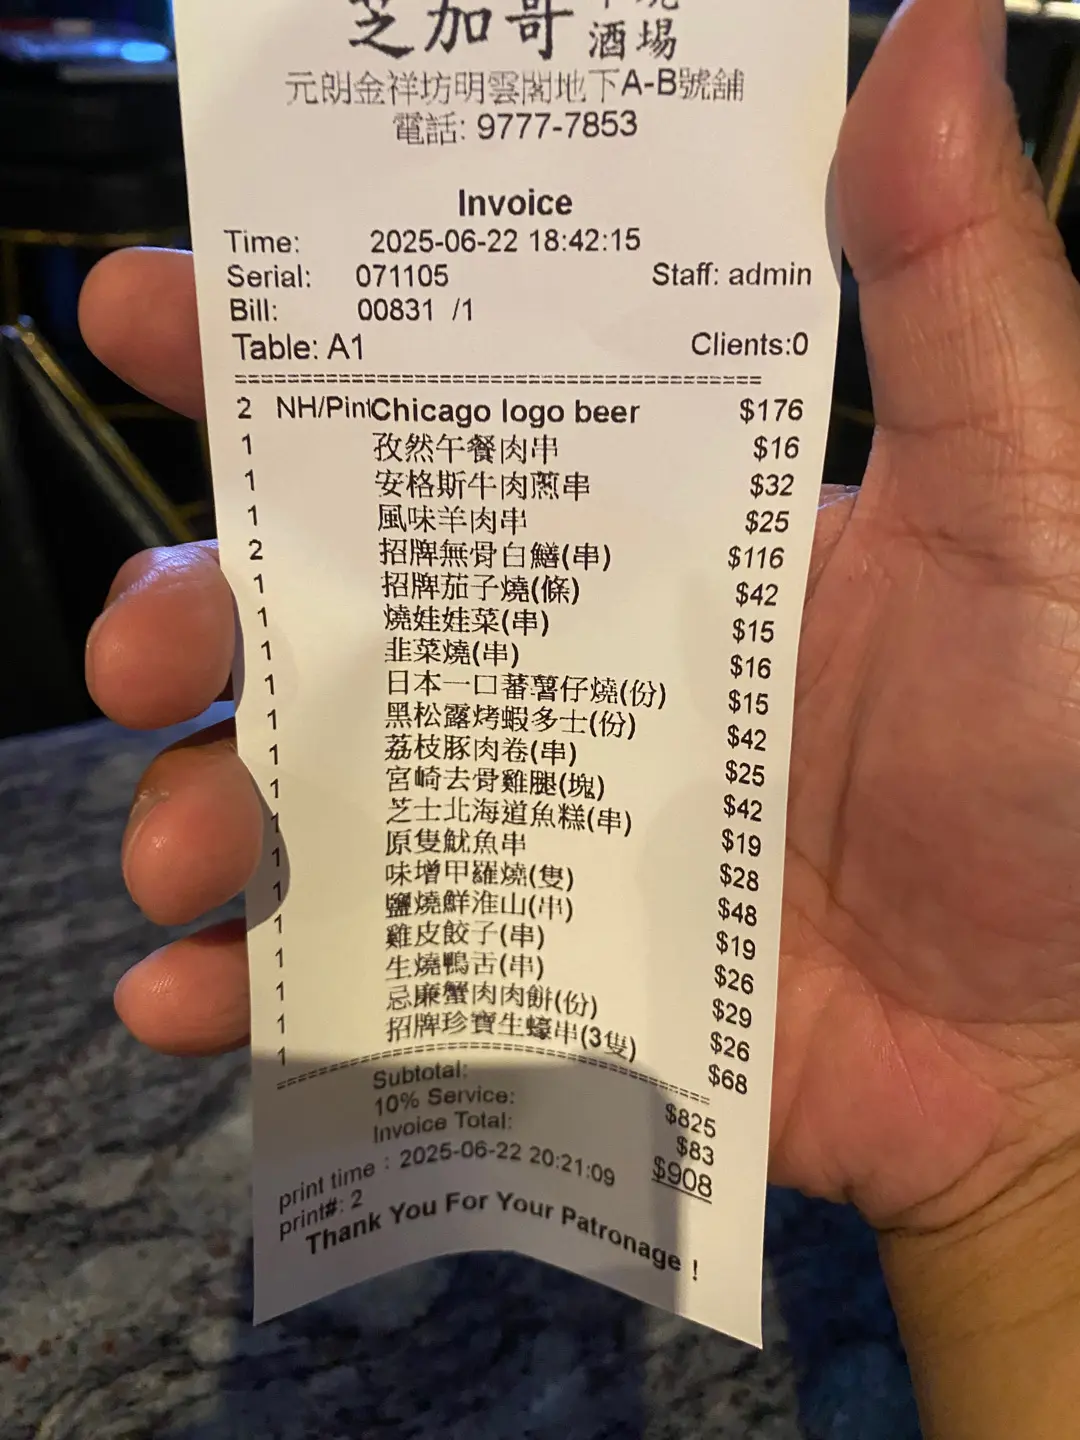 芝加哥
酒場
元朗金祥坊明雲閣地下A-B號舖
電話: 9777-7853
Invoice
Time: 2025-06-22 18:42:15
Serial: 071105 Staff: admin
Bill: 00831 /1
Table: A1 Clients:0
2 NH/Pint Chicago logo beer $176
1 孜然午餐肉串 $16
1 安格斯牛肉串 $32
1 風味羊肉串 $25
2 招牌無骨白鱔(串) $116
1 招牌茄子燒(條) $42
1 燒娃娃菜(串) $15
1 韭菜燒(串) $16
1 日本一口蕃薯仔燒(份) $15
1 黑松露烤蝦多士(份) $42
1 荔枝豚肉卷(串) $25
1 宮崎去骨雞腿(塊) $42
1 芝士北海道魚糕(串) $19
1 原隻魷魚串 $28
1 味增甲羅燒(隻) $48
1 鹽燒鮮淮山(串) $19
1 雞皮餃子(串) $26
1 生燒鴨舌(串) $29
1 忌廉蟹肉肉餅(份) $26
1 招牌珍寶生蠔串(3隻) $68
Subtotal: $825
10% Service: $83
Invoice Total: $908
print time : 2025-06-22 20:21:09
print#: 2
Thank You For Your Patronage !